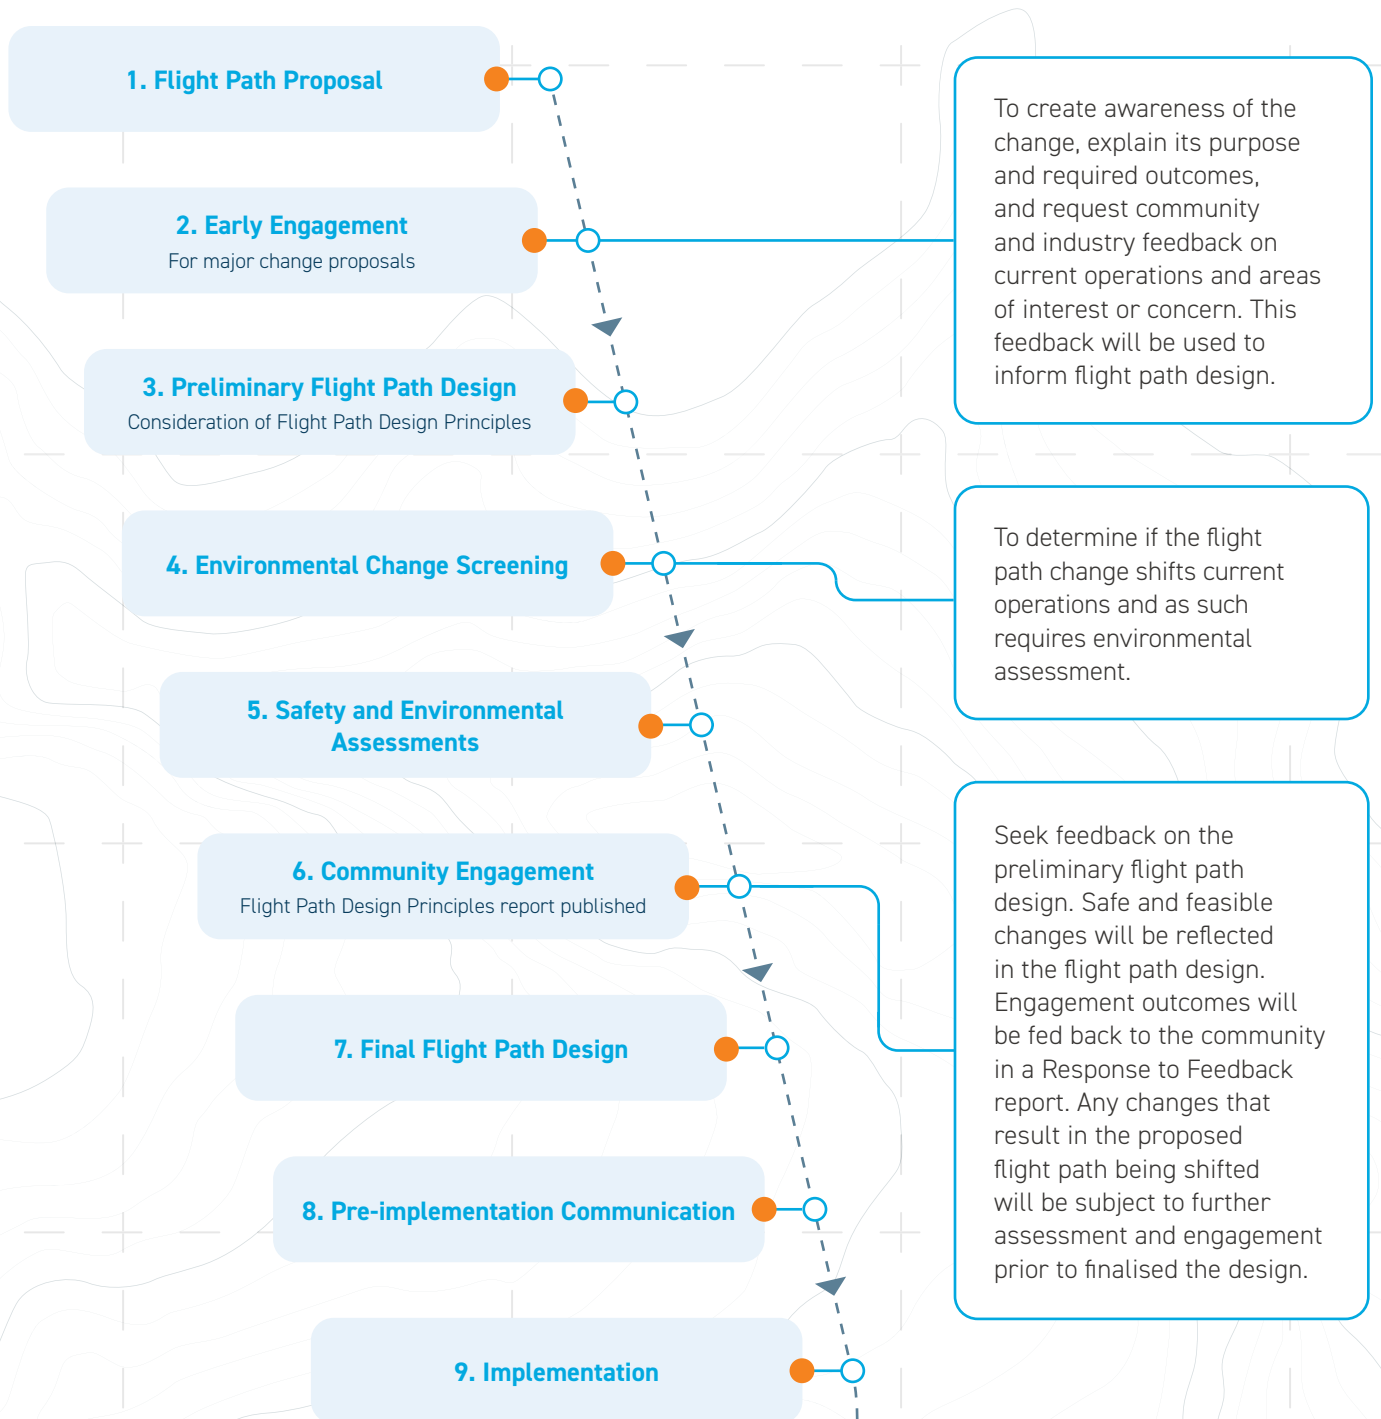 1. Flight Path Proposal
2. Early Engagement
For major change proposals
To create awareness of the
change, explain its purpose
and required outcomes,
and request community
and industry feedback on
current operations and areas
of interest or concern. This
feedback will be used to
inform flight path design.
3. Preliminary Flight Path Design
Consideration of Flight Path Design Principles
4. Environmental Change Screening
To determine if the flight
path change shifts current
operations and as such
requires environmental
assessment.
5. Safety and Environmental
Assessments
6. Community Engagement
Flight Path Design Principles report published
Seek feedback on the
preliminary flight path
design. Safe and feasible
changes will be reflected
in the flight path design.
Engagement outcomes will
be fed back to the community
in a Response to Feedback
report. Any changes that
result in the proposed
flight path being shifted
will be subject to further
assessment and engagement
prior to finalised the design.
7. Final Flight Path Design
8. Pre-implementation Communication
9. Implementation